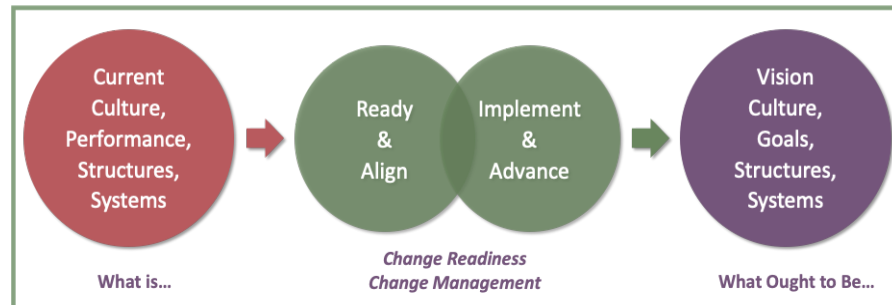 Current
Culture,
Performance,
Structures,
Systems
Ready
&
Align
Implement
&
Advance
Vision
Culture,
Goals,
Structures,
Systems
What is...
Change Readiness
Change Management
What Ought to Be...